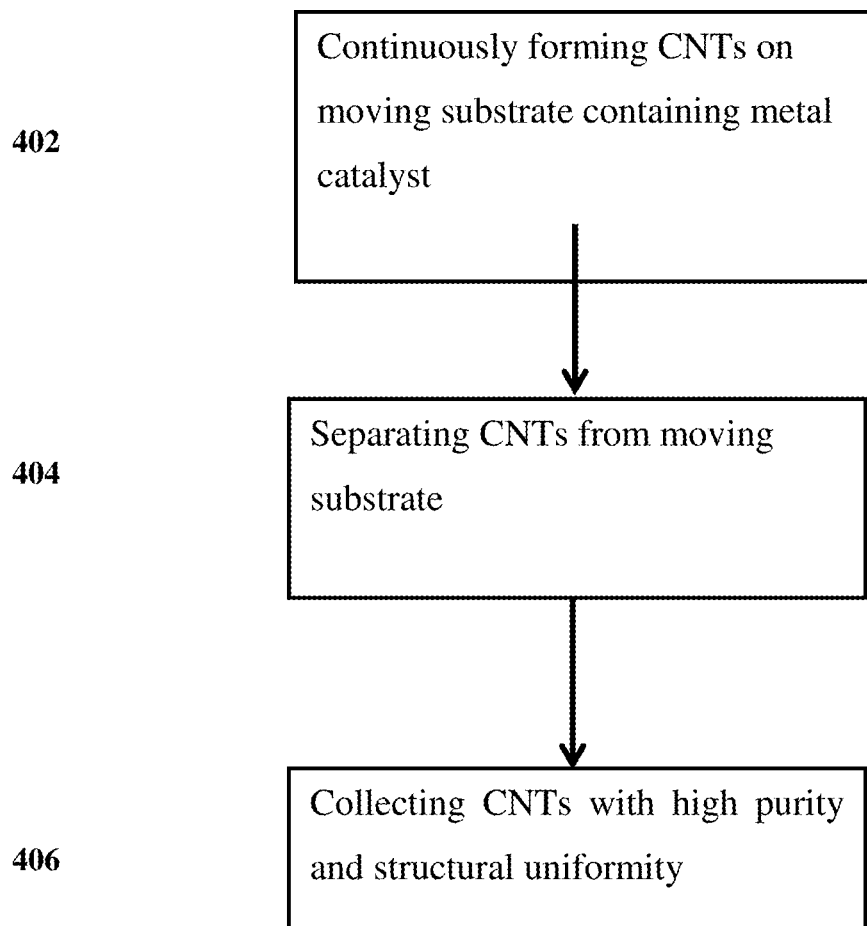 Continuously forming CNTs on
402
moving substrate containing metal
catalyst
Separating CNTs from moving
404
substrate
Collecting CNTs with high purity
406
and structural uniformity